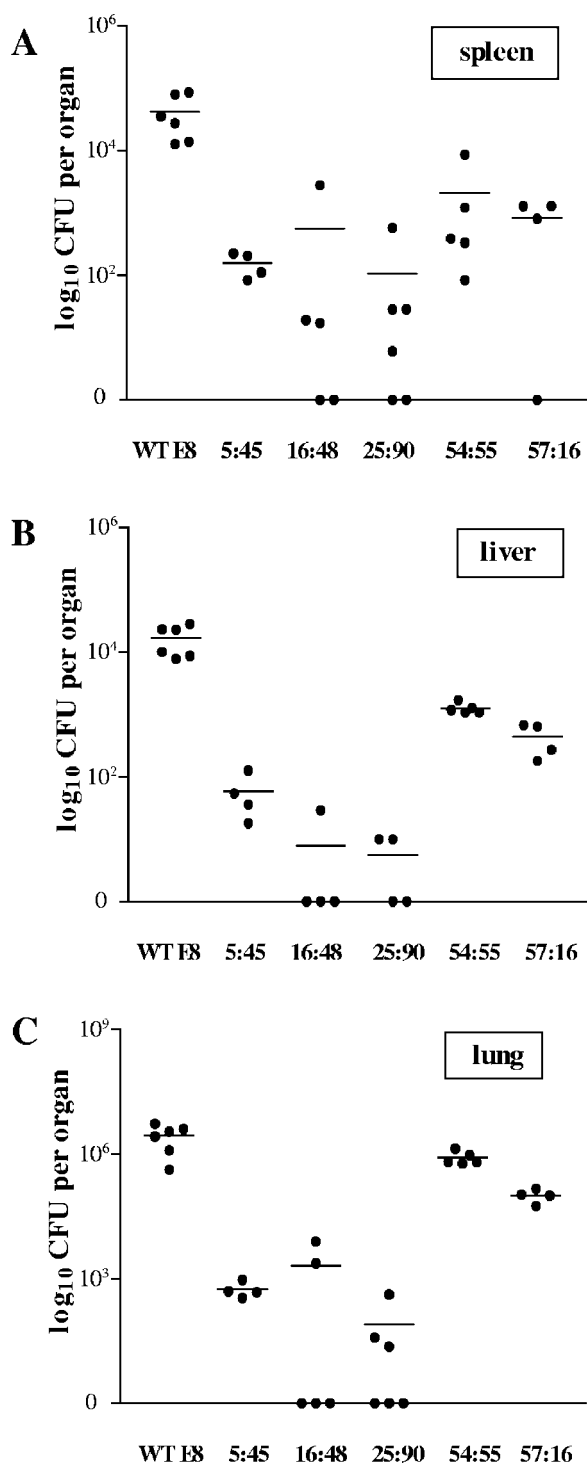 A
spleen
log₁₀ CFU per organ
10⁶
10⁴
10²
0
WT E8 5:45 16:48 25:90 54:55 57:16
B
liver
log₁₀ CFU per organ
10⁶
10⁴
10²
0
WT E8 5:45 16:48 25:90 54:55 57:16
C
lung
log₁₀ CFU per organ
10⁹
10⁶
10³
0
WT E8 5:45 16:48 25:90 54:55 57:16